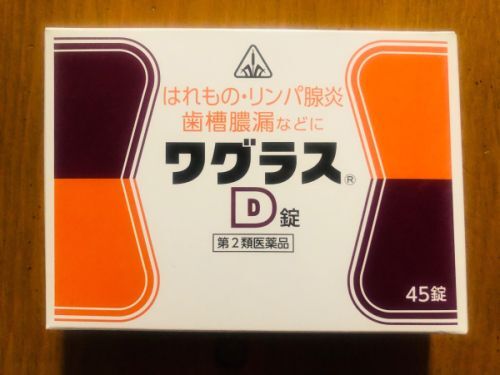 はれもの・リンパ腺炎
歯槽膿漏などに
ワグラス®
D錠
第2類医薬品
45錠